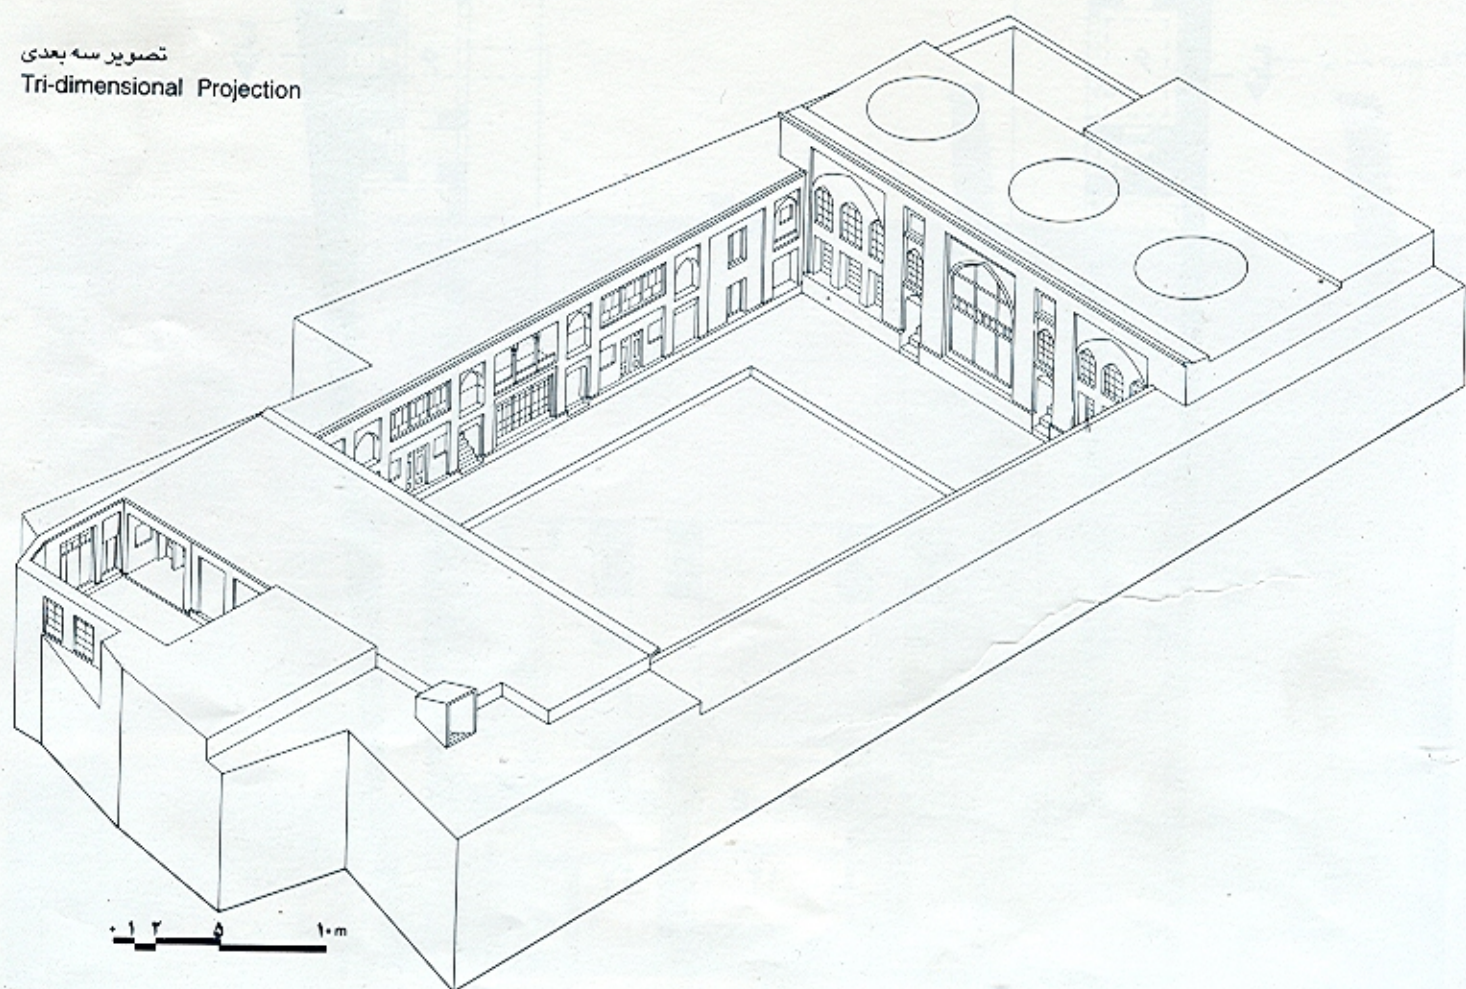 تصویر سه بعدی
Tri-dimensional Projection
۰ ۱ ۲ ۵ ۱۰m